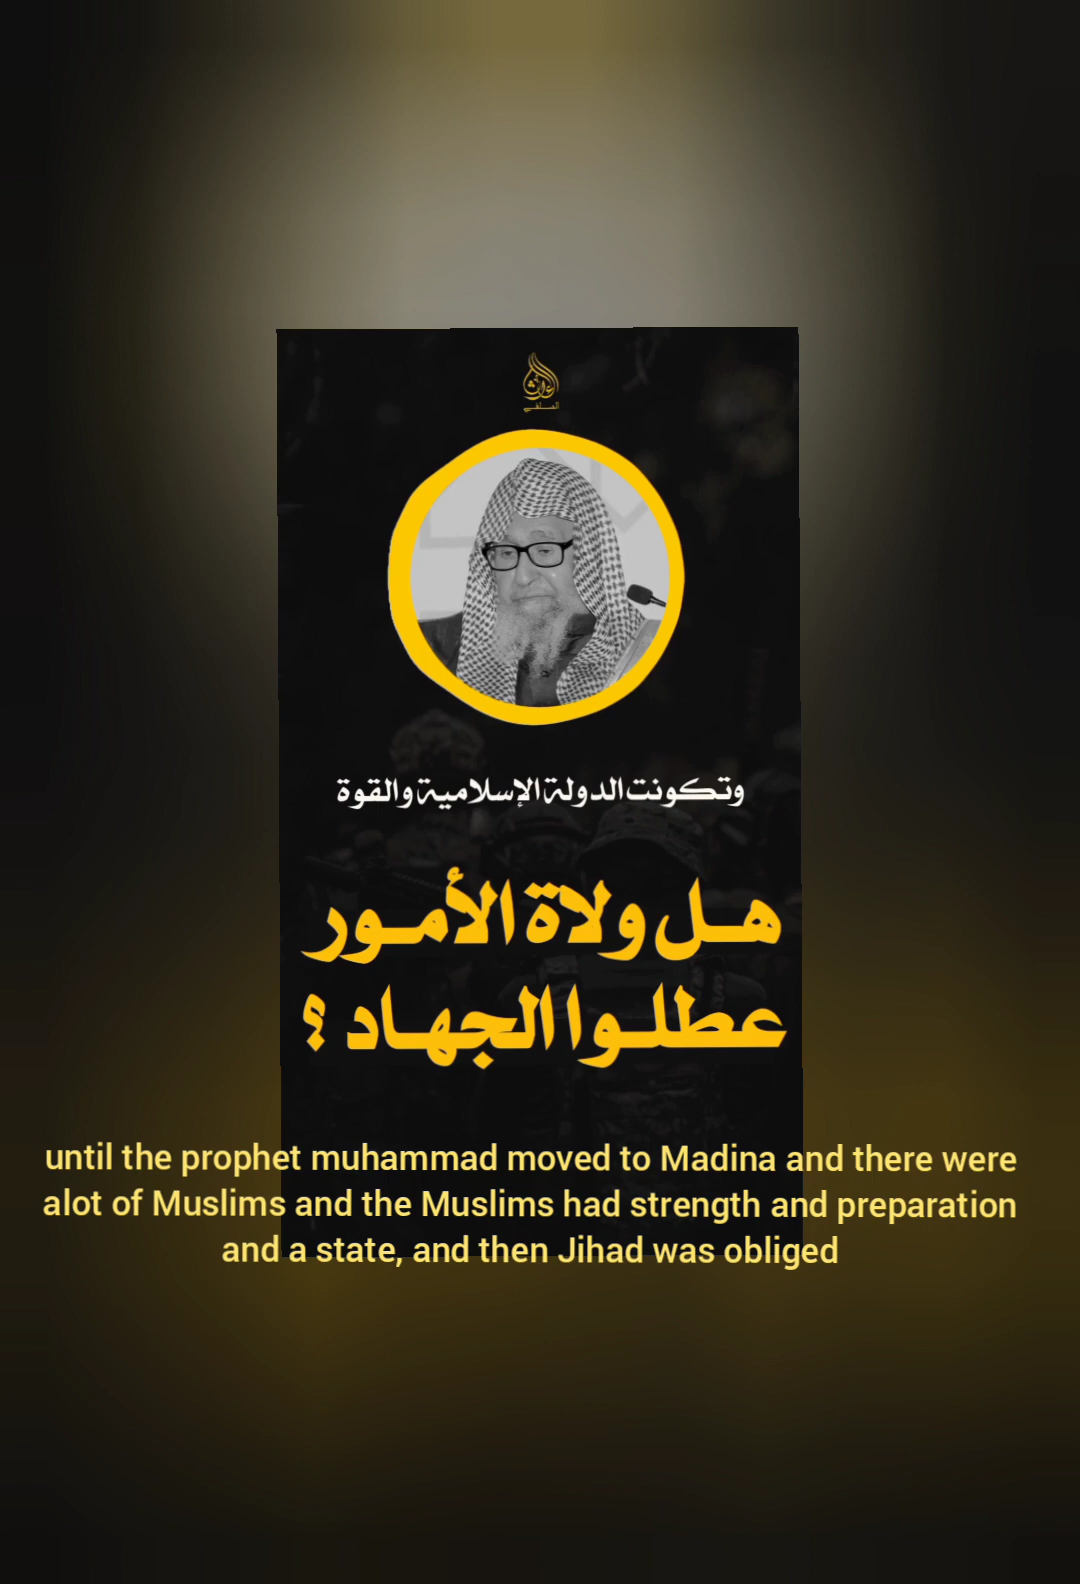 السلفي
وتكونت الدولة الإسلامية والقوة
هل ولاة الأمور
عطلوا الجهاد ؟
until the prophet muhammad moved to Madina and there were
alot of Muslims and the Muslims had strength and preparation
and a state, and then Jihad was obliged